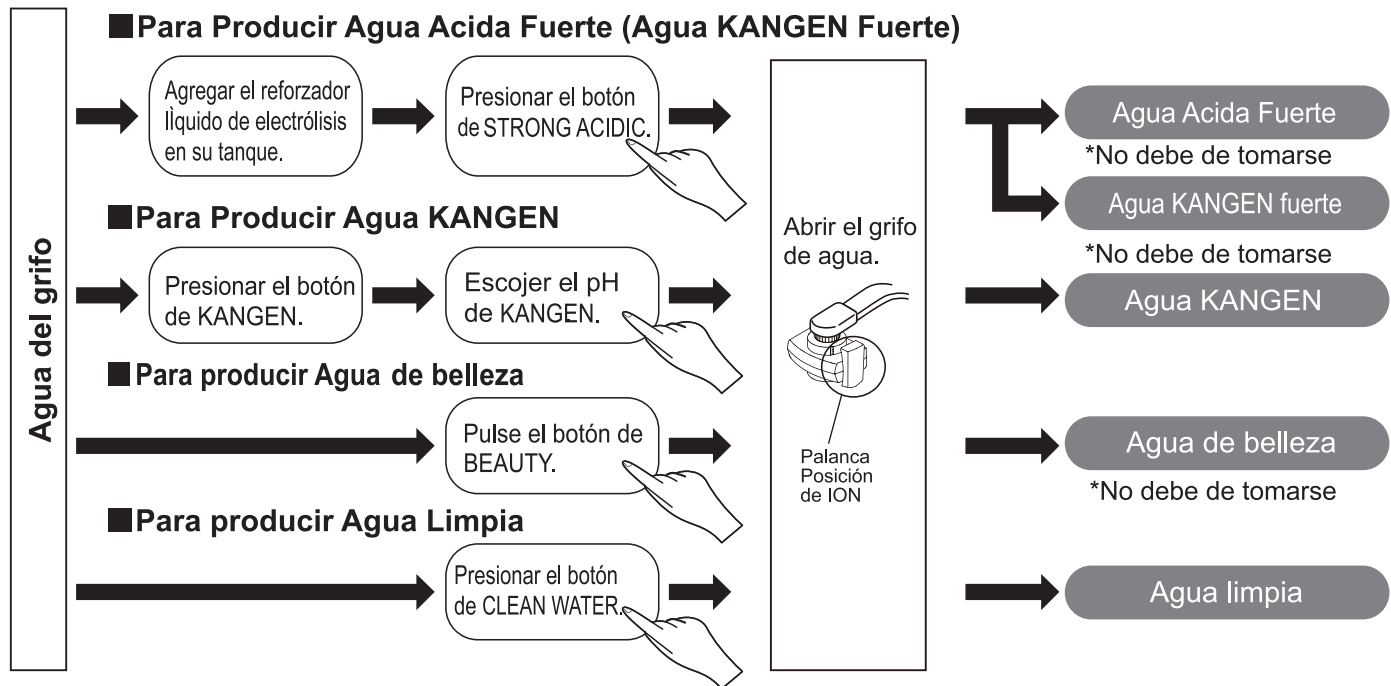 Agua del grifo
■Para Producir Agua Acida Fuerte (Agua KANGEN Fuerte)
Agregar el reforzador
lÌquido de electrólisis
en su tanque.
Presionar el botón
de STRONG ACIDIC.
■Para Producir Agua KANGEN
Presionar el botón
de KANGEN.
Escojer el pH
de KANGEN.
■Para producir Agua de belleza
Pulse el botón de
BEAUTY.
■Para producir Agua Limpia
Presionar el botón
de CLEAN WATER.
Abrir el grifo
de agua.
Palanca
Posición
de ION
Agua Acida Fuerte
*No debe de tomarse
Agua KANGEN fuerte
*No debe de tomarse
Agua KANGEN
Agua de belleza
*No debe de tomarse
Agua limpia